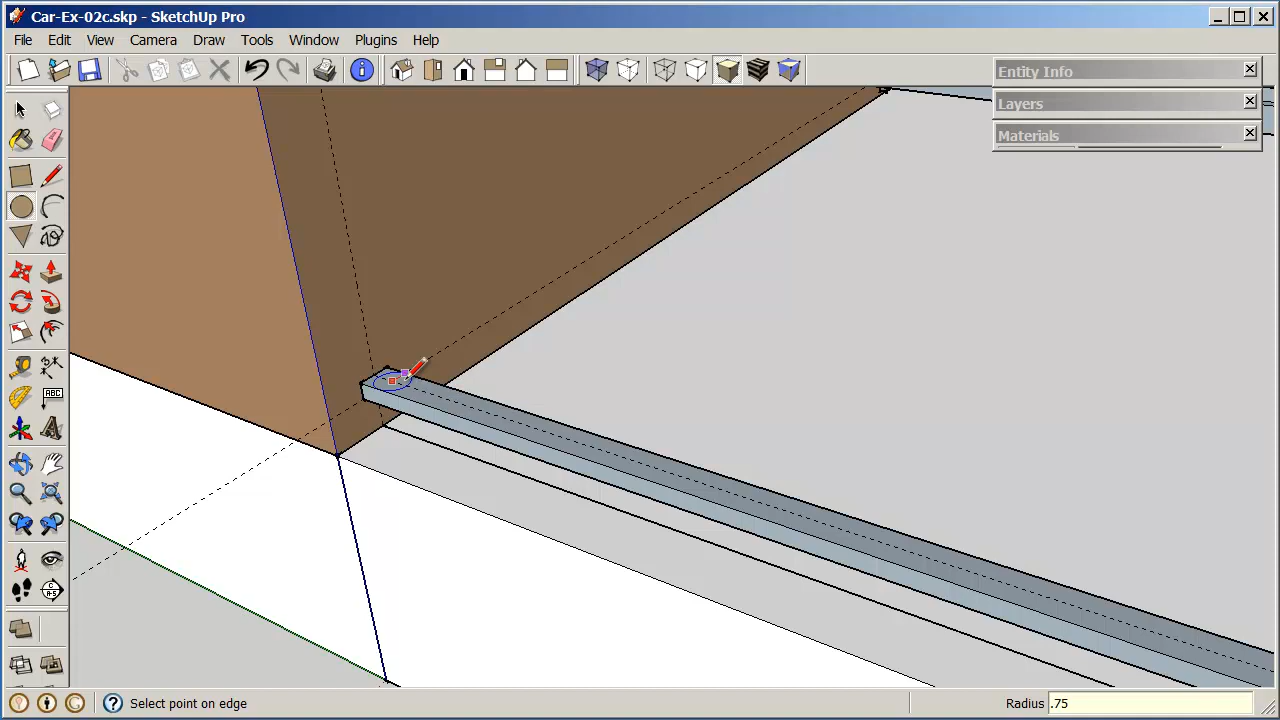 Car-Ex-02c.skp - SketchUp Pro
File Edit View Camera Draw Tools Window Plugins Help
Entity Info
Layers
Materials
ABC
C
A-S
Select point on edge
Radius .75